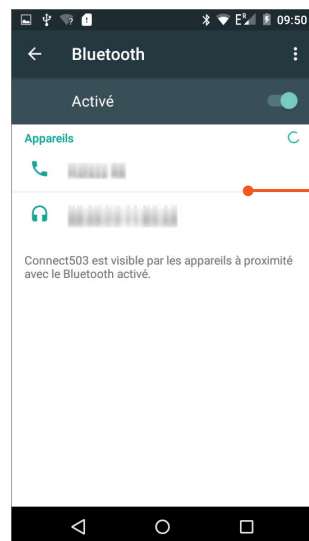 E R 09:50
Bluetooth
Activé
Appareils
Connect503 est visible par les appareils à proximité
avec le Bluetooth activé.